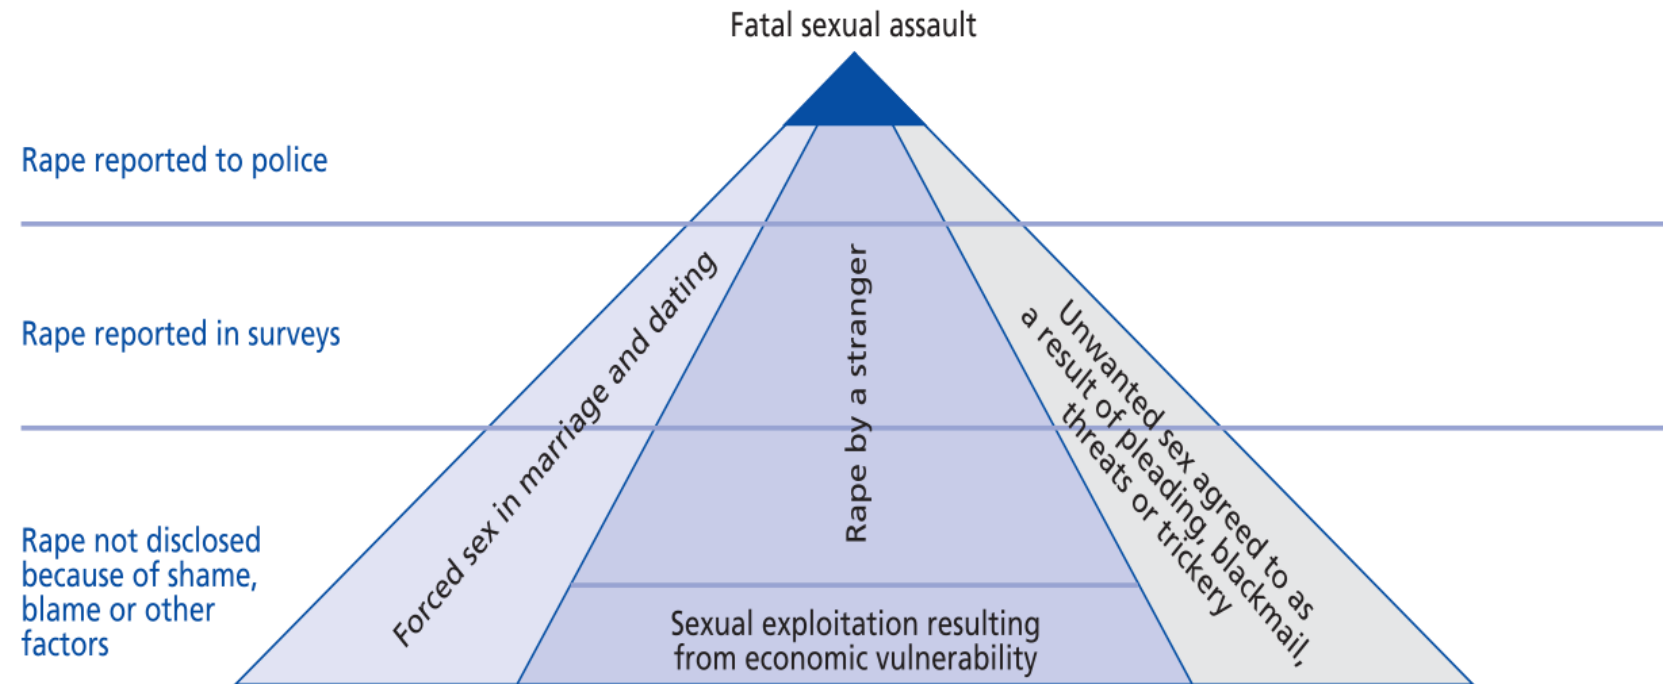 Fatal sexual assault
Rape reported to police
Rape reported in surveys
Rape not disclosed
because of shame,
blame or other
factors
Forced sex in marriage and dating
Rape by a stranger
Unwanted sex agreed to as
a result of pleading, blackmail,
threats or trickery
Sexual exploitation resulting
from economic vulnerability